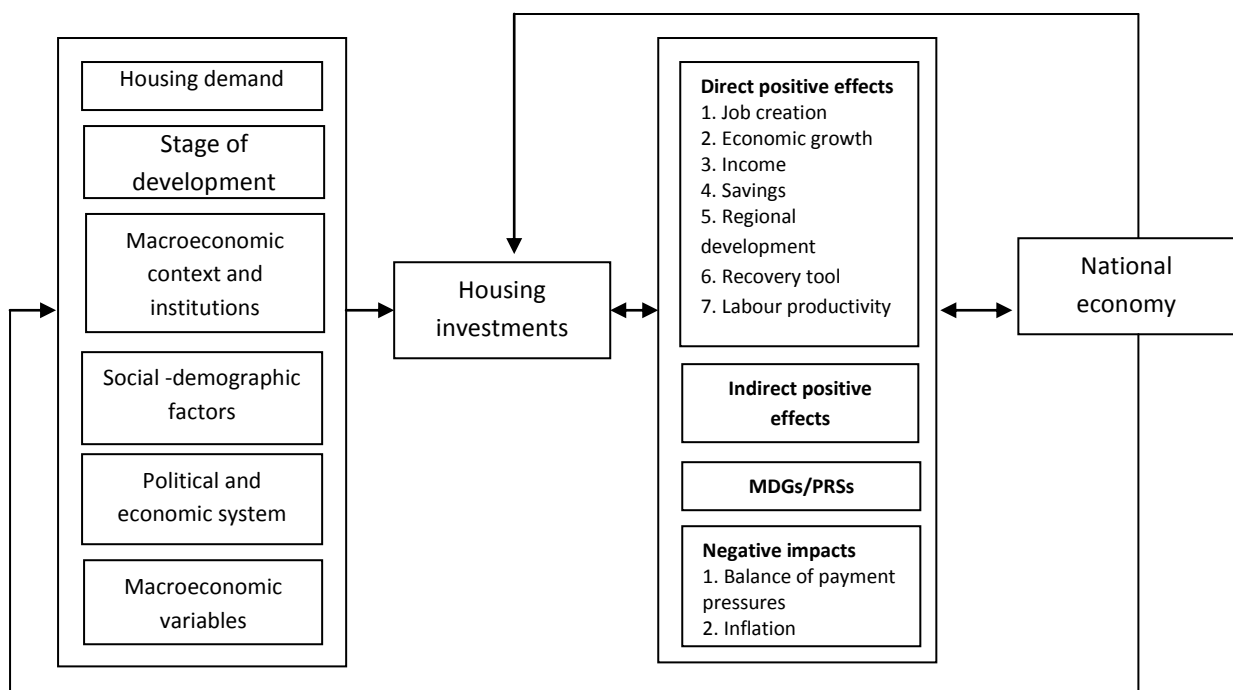 Housing demand
Stage of
development
Macroeconomic
context and
institutions
Social -demographic
factors
Political and
economic system
Macroeconomic
variables
Housing
investments
Direct positive effects
1. Job creation
2. Economic growth
3. Income
4. Savings
5. Regional
development
6. Recovery tool
7. Labour productivity
Indirect positive
effects
MDGs/PRSs
Negative impacts
1. Balance of payment
pressures
2. Inflation
National
economy